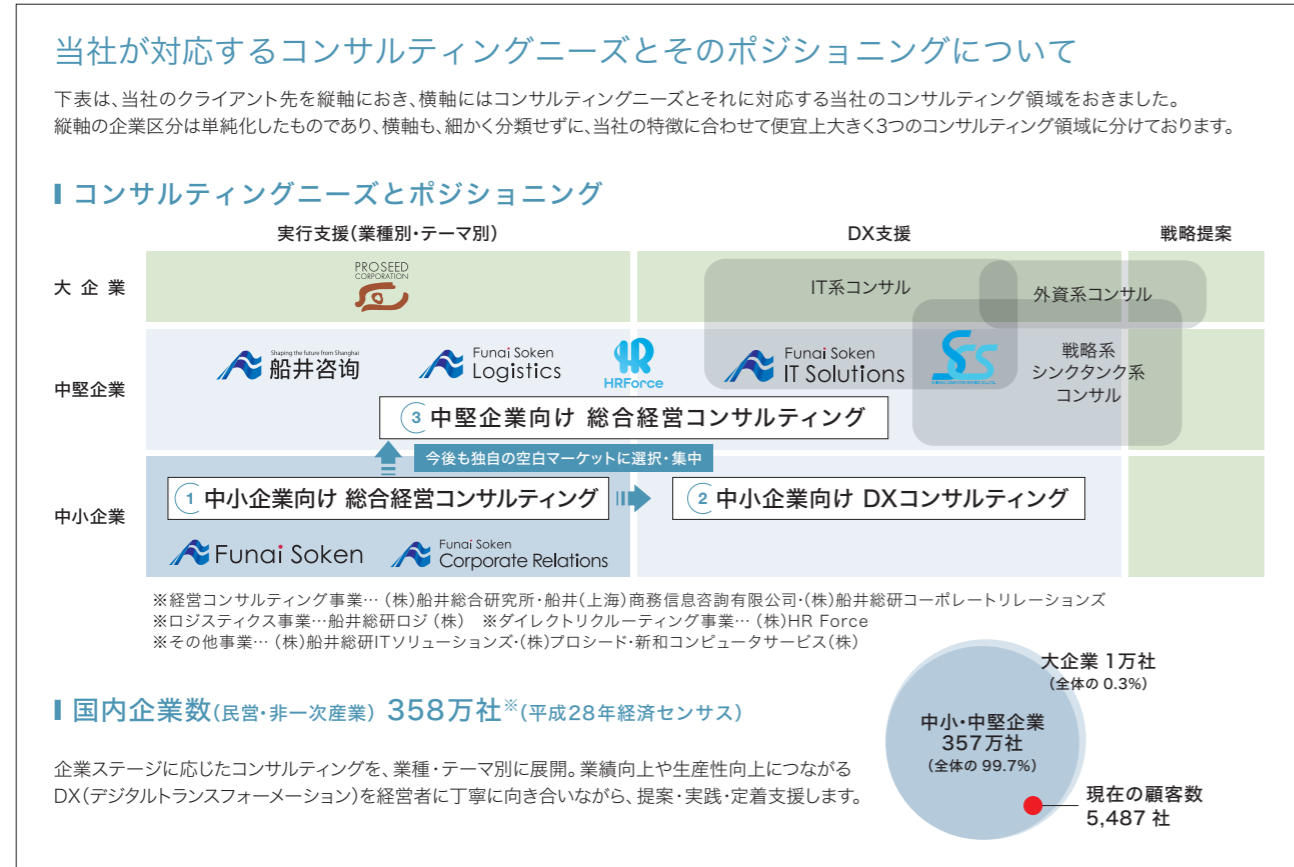 当社が対応するコンサルティングニーズとそのポジショニングについて
下表は、当社のクライアント先を縦軸におき、横軸にはコンサルティングニーズとそれに対応する当社のコンサルティング領域をおきました。
縦軸の企業区分は単純化したものであり、横軸も、細かく分類せずに、当社の特徴に合わせて便宜上大きく3つのコンサルティング領域に分けております。
コンサルティングニーズとポジショニング
実行支援(業種別・テーマ別)
DX支援
戦略提案
大企業
PROSEED
CORPORATION
IT系コンサル
外資系コンサル
中堅企業
Shaping the future from Shanghai
船井咨询
Funai Soken
Logistics
HR
HRForce
Funai Soken
IT Solutions
SCS
戦略系
シンクタンク系
コンサル
3 中堅企業向け 総合経営コンサルティング
今後も独自の空白マーケットに選択・集中
中小企業
1 中小企業向け 総合経営コンサルティング
2 中小企業向け DXコンサルティング
Funai Soken
Funai Soken
Corporate Relations
※経営コンサルティング事業… (株)船井総合研究所・船井(上海)商務信息咨詢有限公司・(株)船井総研コーポレートリレーションズ
※ロジスティクス事業…船井総研ロジ(株) ※ダイレクトリクルーティング事業… (株)HR Force
※その他事業… (株)船井総研ITソリューションズ・(株)プロシード・新和コンピュータサービス(株)
国内企業数(民営・非一次産業) 358万社※(平成28年経済センサス)
企業ステージに応じたコンサルティングを、業種・テーマ別に展開。業績向上や生産性向上につながる
DX(デジタルトランスフォーメーション)を経営者に丁寧に向き合いながら、提案・実践・定着支援します。
大企業 1万社
(全体の 0.3%)
中小・中堅企業
357万社
(全体の 99.7%)
現在の顧客数
5,487 社